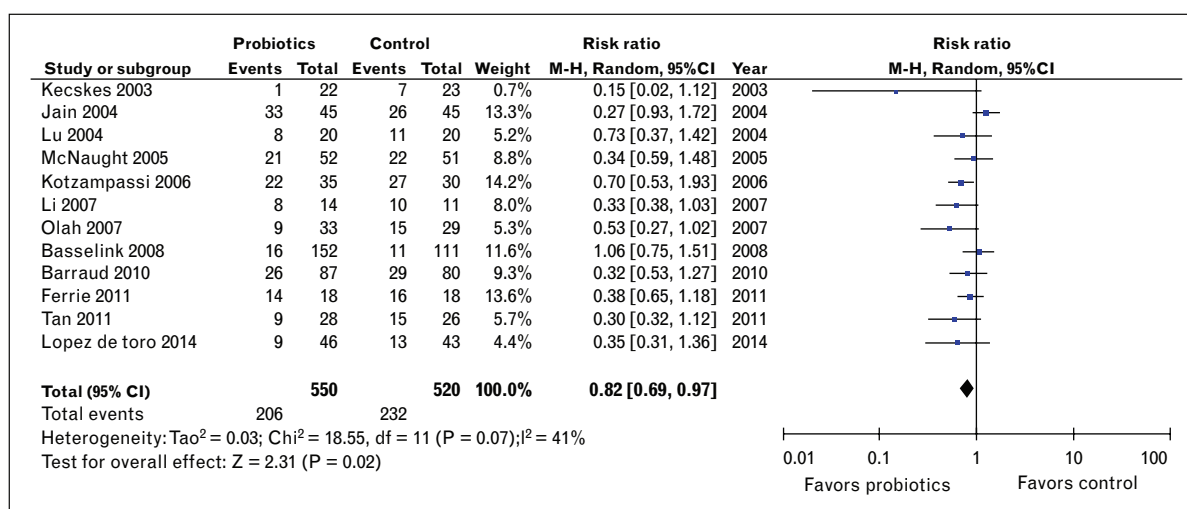 Probiotics Control Risk ratio Risk ratio
Study or subgroup Events Total Events Total Weight M-H, Random, 95%CI Year M-H, Random, 95%CI
Kecskes 2003 1 22 7 23 0.7% 0.15 [0.02, 1.12] 2003
Jain 2004 33 45 26 45 13.3% 0.27 [0.93, 1.72] 2004
Lu 2004 8 20 11 20 5.2% 0.73 [0.37, 1.42] 2004
McNaught 2005 21 52 22 51 8.8% 0.34 [0.59, 1.48] 2005
Kotzampassi 2006 22 35 27 30 14.2% 0.70 [0.53, 1.93] 2006
Li 2007 8 14 10 11 8.0% 0.33 [0.38, 1.03] 2007
Olah 2007 9 33 15 29 5.3% 0.53 [0.27, 1.02] 2007
Basselink 2008 16 152 11 111 11.6% 1.06 [0.75, 1.51] 2008
Barraud 2010 26 87 29 80 9.3% 0.32 [0.53, 1.27] 2010
Ferrie 2011 14 18 16 18 13.6% 0.38 [0.65, 1.18] 2011
Tan 2011 9 28 15 26 5.7% 0.30 [0.32, 1.12] 2011
Lopez de toro 2014 9 46 13 43 4.4% 0.35 [0.31, 1.36] 2014
Total (95% CI) 550 520 100.0% 0.82 [0.69, 0.97]
Total events 206 232
Heterogeneity: Tao² = 0.03; Chi² = 18.55, df = 11 (P = 0.07);I² = 41%
Test for overall effect: Z = 2.31 (P = 0.02)
0.01 0.1 1 10 100
Favors probiotics Favors control